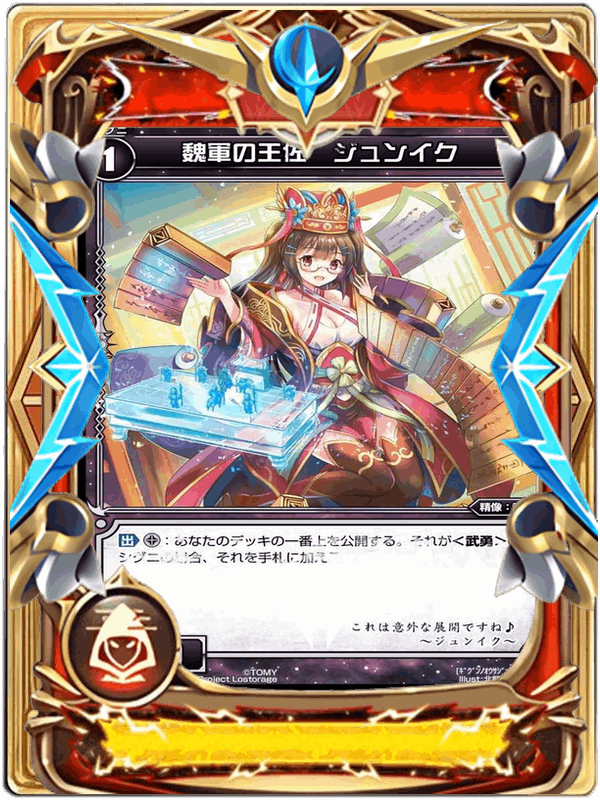 1
魏軍の王佐 ジュンイク
精像：
出：あなたのデッキの一番上を公開する。それが＜武勇＞
シグニの場合、それを手札に加え
これは意外な展開ですね♪
～ジュンイク～
©TOMY
Project Lostorage
Illust:北